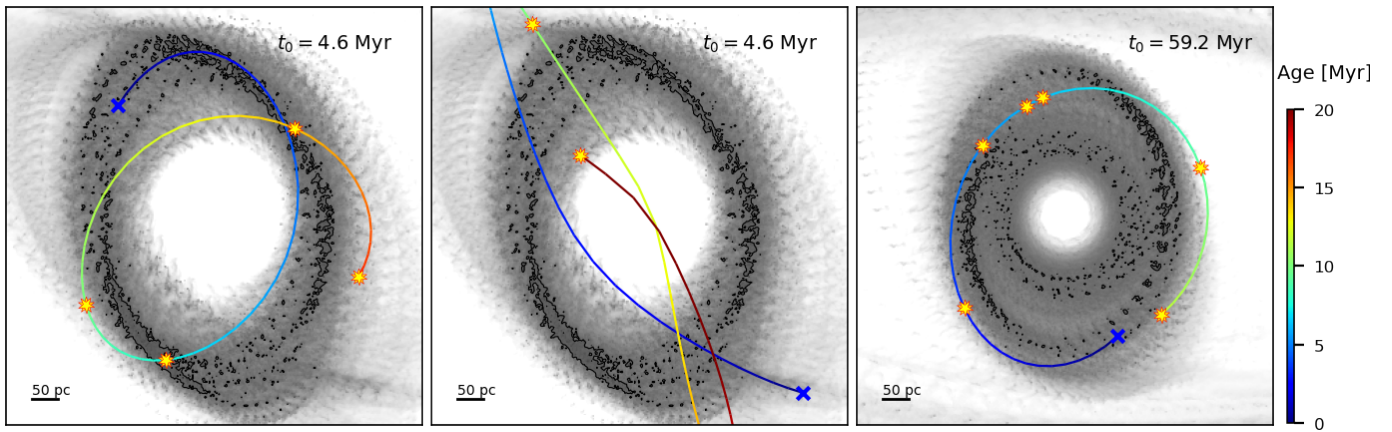 t₀ = 4.6 Myr
t₀ = 4.6 Myr
t₀ = 59.2 Myr
Age [Myr]
20
15
10
5
0
50 pc
50 pc
50 pc